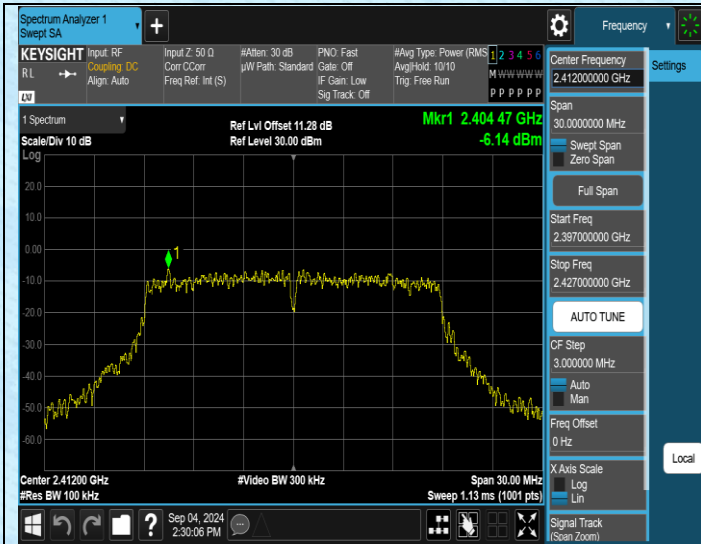 Spectrum Analyzer 1
Swept SA
Frequency
KEYSIGHT
RL
LXI
Input: RF
Coupling: DC
Align: Auto
Input Z: 50 Ω
Corr CCorr
Freq Ref: Int (S)
#Atten: 30 dB
µW Path: Standard
PNO: Fast
Gate: Off
IF Gain: Low
Sig Track: Off
#Avg Type: Power (RMS
Avg|Hold: 10/10
Trig: Free Run
1 2 3 4 5 6
M W W W W W
P P P P P P
1 Spectrum
Scale/Div 10 dB
Ref Lvl Offset 11.28 dB
Ref Level 30.00 dBm
Mkr1 2.404 47 GHz
-6.14 dBm
Log
20.0
10.0
0.00
-10.0
-20.0
-30.0
-40.0
-50.0
-60.0
1
Center 2.41200 GHz
#Res BW 100 kHz
#Video BW 300 kHz
Span 30.00 MHz
Sweep 1.13 ms (1001 pts)
Sep 04, 2024
2:30:06 PM
Center Frequency
2.412000000 GHz
Settings
Span
30.0000000 MHz
Swept Span
Zero Span
Full Span
Start Freq
2.397000000 GHz
Stop Freq
2.427000000 GHz
AUTO TUNE
CF Step
3.000000 MHz
Auto
Man
Freq Offset
0 Hz
X Axis Scale
Log
Lin
Local
Signal Track
(Span Zoom)